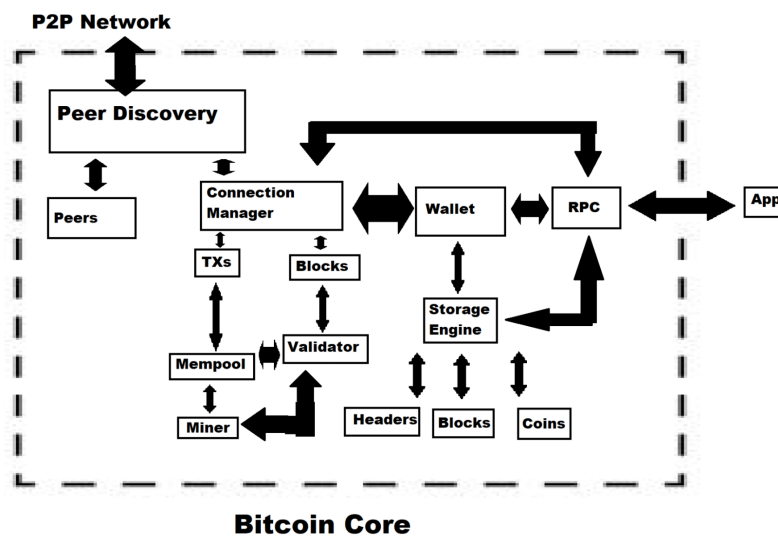 P2P Network
Peer Discovery
Peers
Connection
Manager
Wallet
RPC
App
TXs
Blocks
Storage
Engine
Mempool
Validator
Miner
Headers
Blocks
Coins
Bitcoin Core